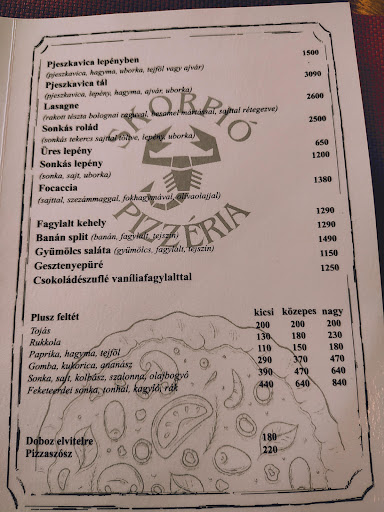 Pjeszkavica lepényben 1500
(pjeszkavica, hagyma, uborka, tejföl vagy ajvár)
Pjeszkavica tál 3090
(pjeszkavica, lepény, hagyma, ajvár, uborka)
Lasagne 2600
(rakott tészta bolognai raguval, besamel mártással, sajttal rétegezve)
Sonkás rolád 2500
(sonkás tekercs sajttal töltve, lepény, uborka)
Üres lepény 650
Sonkás lepény 1200
(sonka, sajt, uborka)
Focaccia 1380
(sajttal, szezámmaggal, fokhagymával, olívaolajjal)
SKORPIÓ
PIZZÉRIA
Fagylalt kehely 1290
Banán split (banán, fagylalt, tejszín) 1290
Gyümölcs saláta (gyümölcs, fagylalt, tejszín) 1490
Gesztenyepüré 1150
Csokoládészuflé vaníliafagylalttal 1250
Plusz feltét kicsi közepes nagy
Tojás 200 200 200
Rukkola 130 180 230
Paprika, hagyma, tejföl 110 150 180
Gomba, kukorica, ananász 290 370 470
Sonka, sajt, kolbász, szalonna, olajbogyó 390 470 640
Feketeerdei sonka, tonhal, kagyló, rák 440 640 840
Doboz elvitelre 180
Pizzaszósz 220